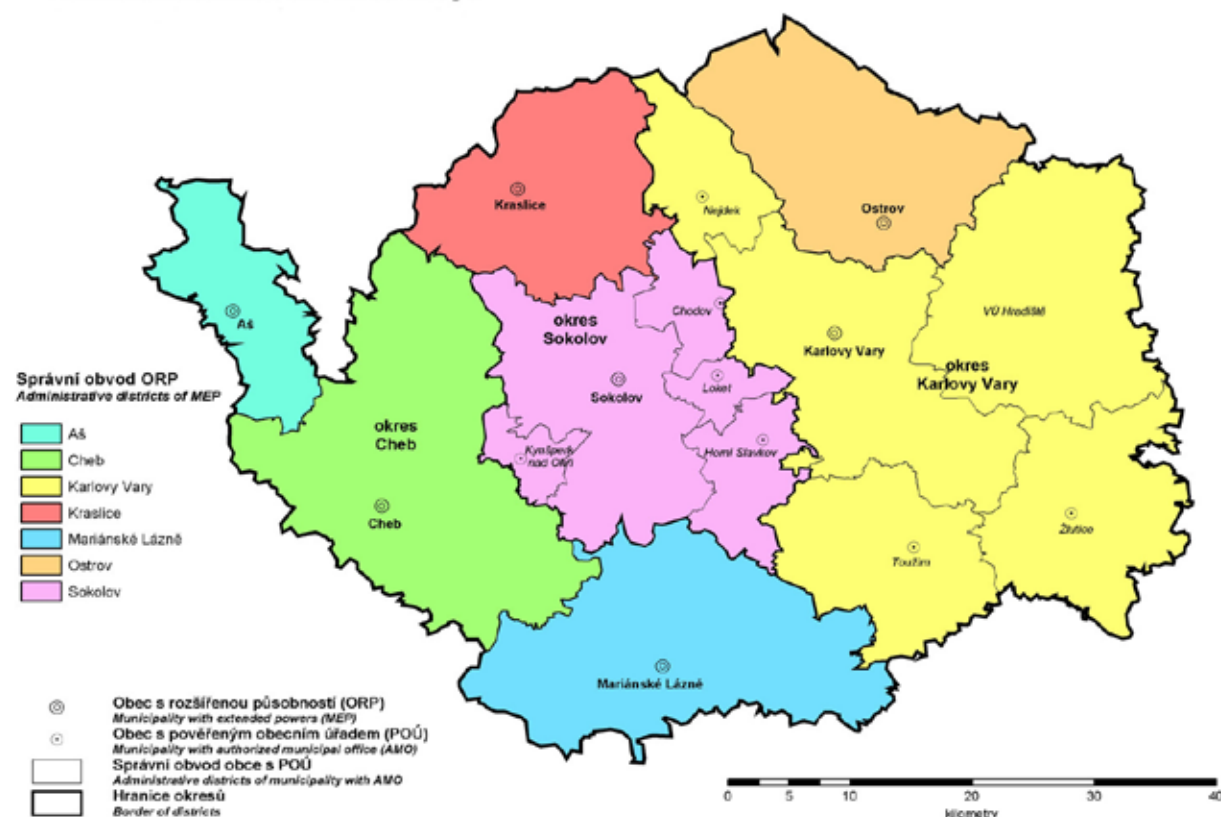 Kraslice
Nejdek
Ostrov
Aš
okres
Sokolov
Chodov
Karlovy Vary
VÚ Hradiště
okres
Karlovy Vary
Loket
Sokolov
Správní obvod ORP
Administrative districts of MEP
Aš
Cheb
Karlovy Vary
Kraslice
Mariánské Lázně
Ostrov
Sokolov
okres
Cheb
Kynšperk
nad Ohří
Horní Slavkov
Cheb
Toužim
Žlutice
Mariánské Lázně
Obec s rozšířenou působností (ORP)
Municipality with extended powers (MEP)
Obec s pověřeným obecním úřadem (POÚ)
Municipality with authorized municipal office (AMO)
Správní obvod obce s POÚ
Administrative districts of municipality with AMO
Hranice okresů
Border of districts
0 5 10 20 30 40
kilometry